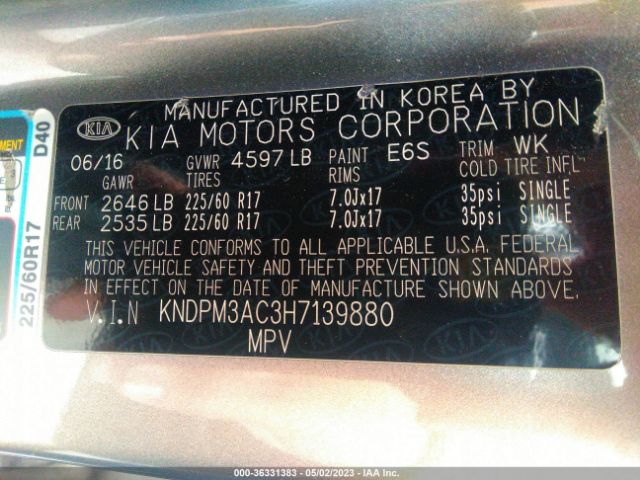 MANUFACTURED IN KOREA BY
KIA KIA MOTORS CORPORATION
06/16 GVWR 4597 LB PAINT E6S TRIM WK
GAWR TIRES RIMS COLD TIRE INFL
FRONT 2646 LB 225/60 R17 7.0Jx17 35psi SINGLE
REAR 2535 LB 225/60 R17 7.0Jx17 35psi SINGLE
THIS VEHICLE CONFORMS TO ALL APPLICABLE U.S.A. FEDERAL
MOTOR VEHICLE SAFETY AND THEFT PREVENTION STANDARDS
IN EFFECT ON THE DATE OF MANUFACTURE SHOWN ABOVE.
V.I.N KNDPM3AC3H7139880
MPV
D40
225/60R17
000-36331383 - 05/02/2023 - IAA Inc.